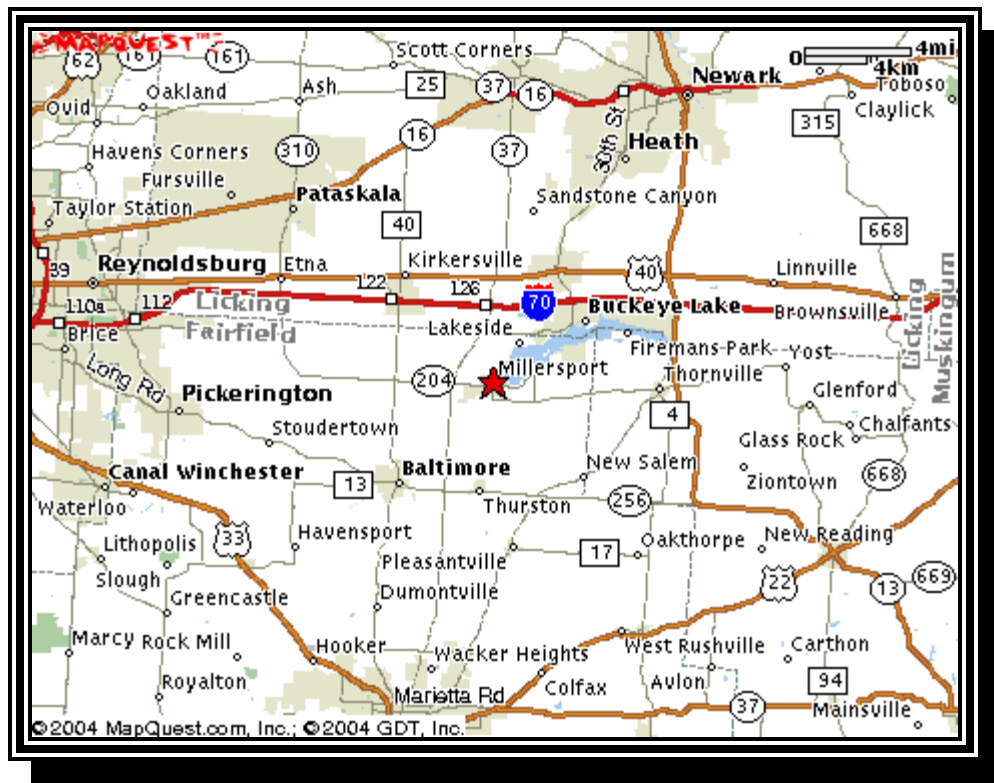 MAPQUEST™
62
161
161
Scott Corners
0
4mi
4km
Oakland
Ash
25
37
16
Newark
Toboso
Ovid
Claylick
315
16
30th St
Heath
Havens Corners
310
37
Fursville
Pataskala
Sandstone Canyon
Taylor Station
40
668
Reynoldsburg
Etna
Kirkersville
40
Linnville
39
122
126
70
110a
112
Licking
Buckeye Lake
Brownsville
Licking
Muskingum
Brice
Fairfield
Lakeside
Firemans Park
Yost
Long Rd
204
Millersport
Thornville
Pickerington
Glenford
4
Stoudertown
Chalfants
Glass Rock
Canal Winchester
Baltimore
New Salem
668
13
Ziontown
Waterloo
Thurston
256
33
Havensport
New Reading
Lithopolis
Oakthorpe
Pleasantville
17
Slough
22
669
Greencastle
Dumontville
13
Marcy
Rock Mill
Hooker
West Rushville
Carthon
Wacker Heights
Royalton
Marietta Rd
Colfax
Avlon
94
37
Mainsville
©2004 MapQuest.com, Inc.; ©2004 GDT, Inc.